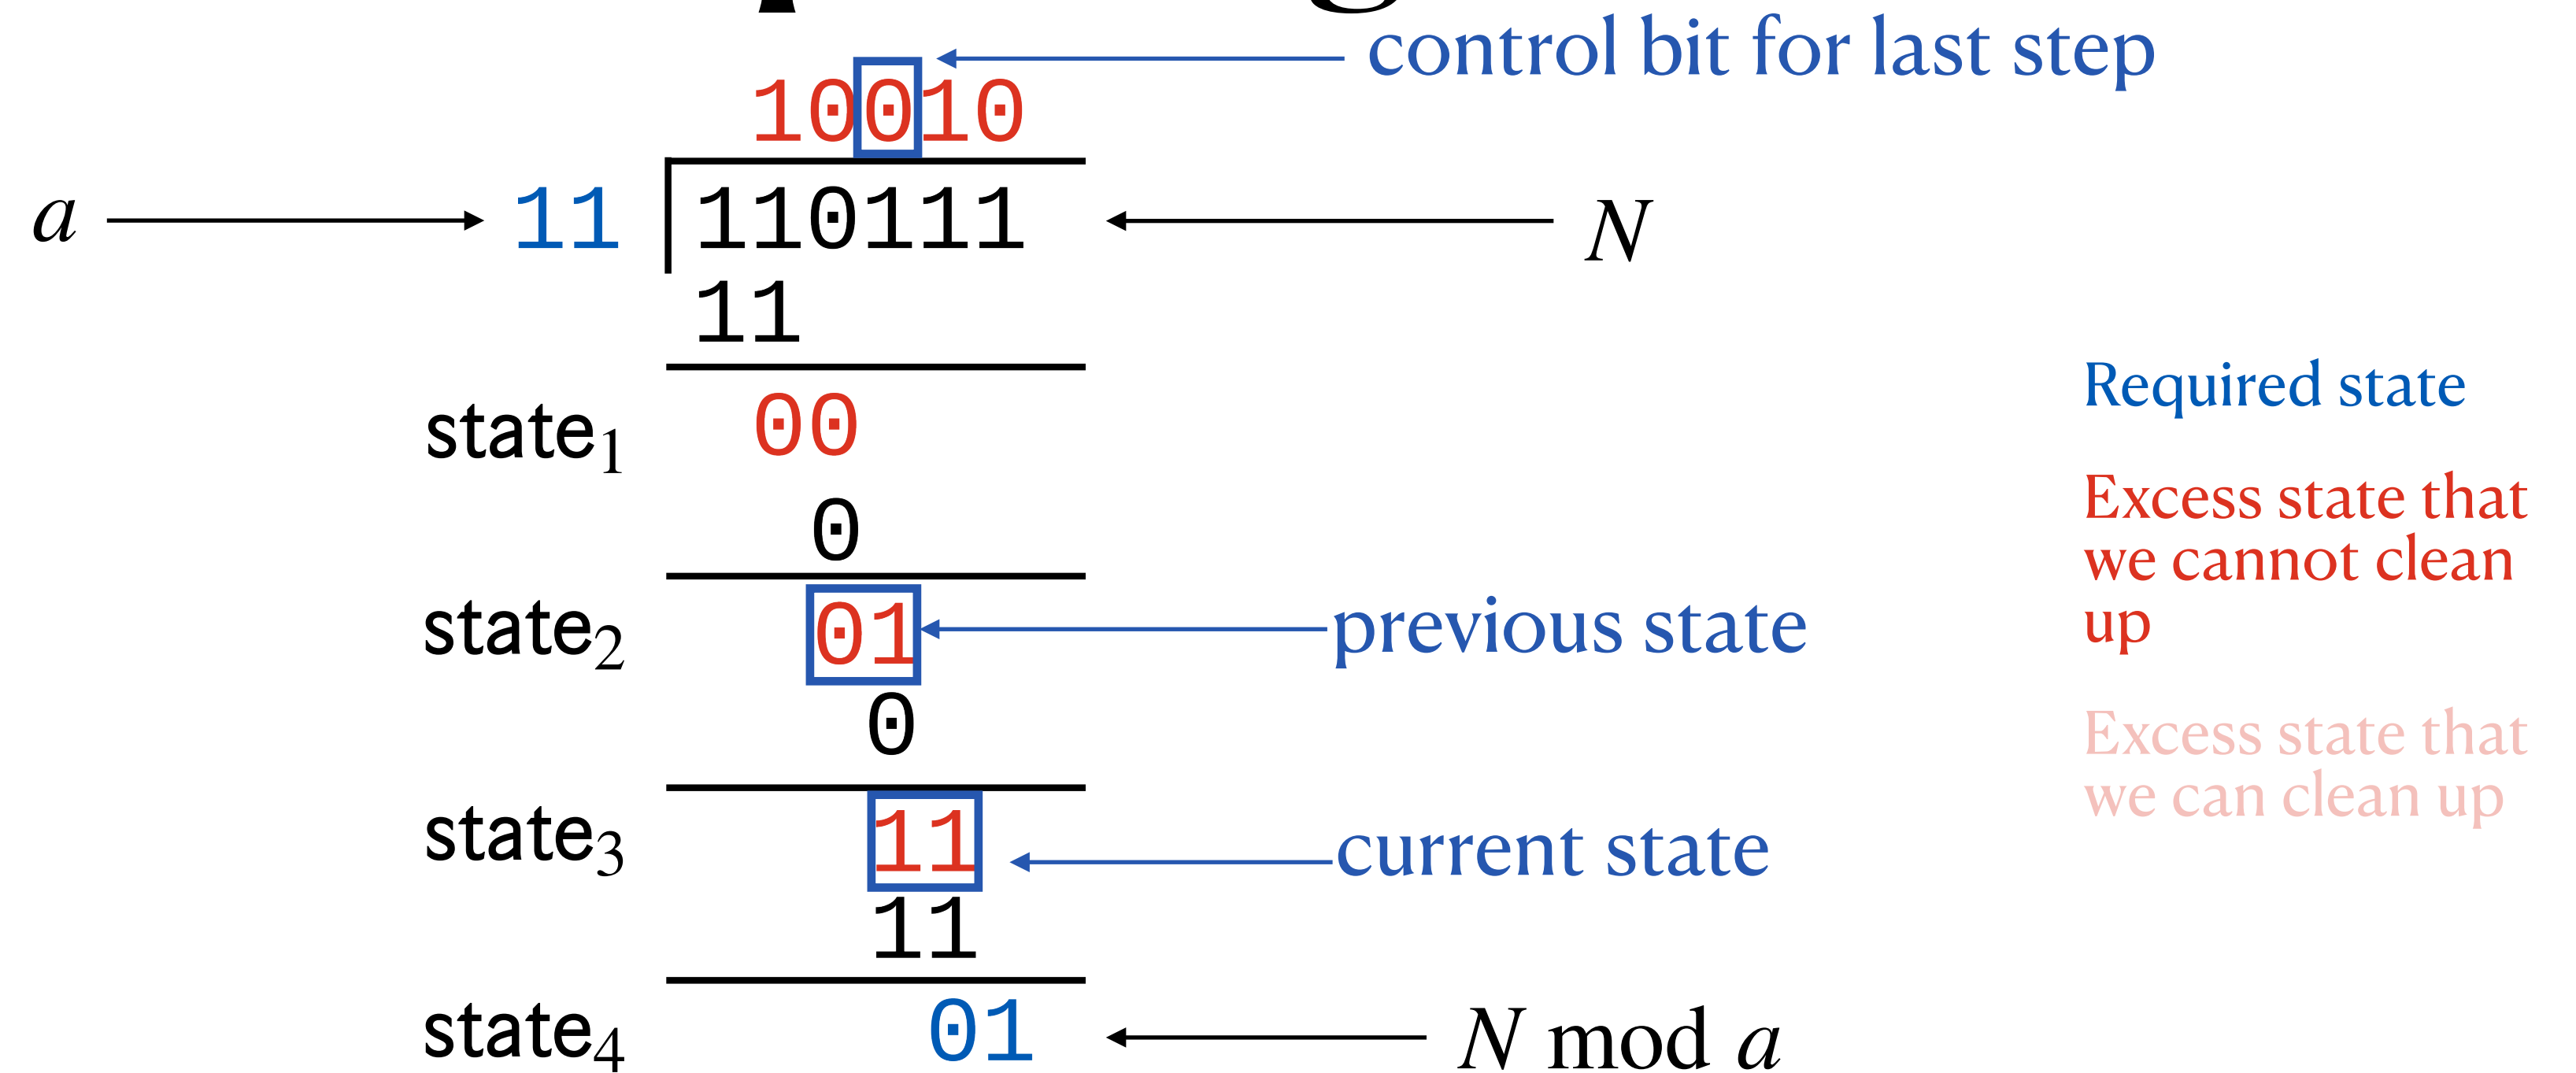 control bit for last step
10010
a
11
110111
N
11
state1
00
0
state2
01
previous state
0
state3
11
current state
11
state4
01
N mod a
Required state
Excess state that
we cannot clean
up
Excess state that
we can clean up